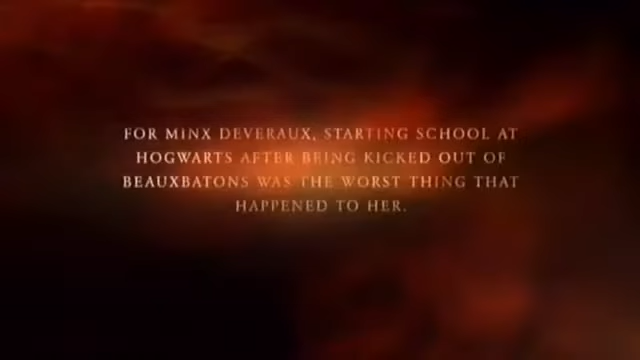 FOR MINX DEVERAUX, STARTING SCHOOL AT
HOGWARTS AFTER BEING KICKED OUT OF
BEAUXBATONS WAS THE WORST THING THAT
HAPPENED TO HER.